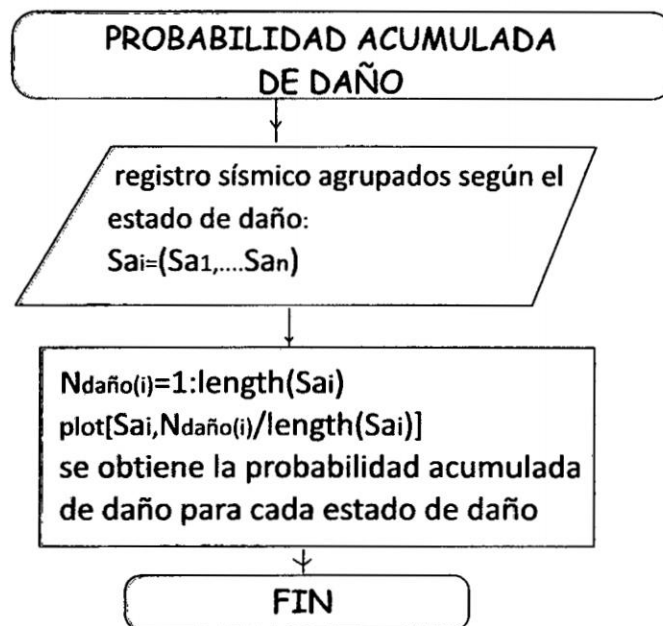 PROBABILIDAD ACUMULADA
DE DAÑO
registro sísmico agrupados según el
estado de daño:
Sai=(Sa1,....San)
Ndaño(i)=1:length(Sai)
plot[Sai,Ndaño(i)/length(Sai)]
se obtiene la probabilidad acumulada
de daño para cada estado de daño
FIN